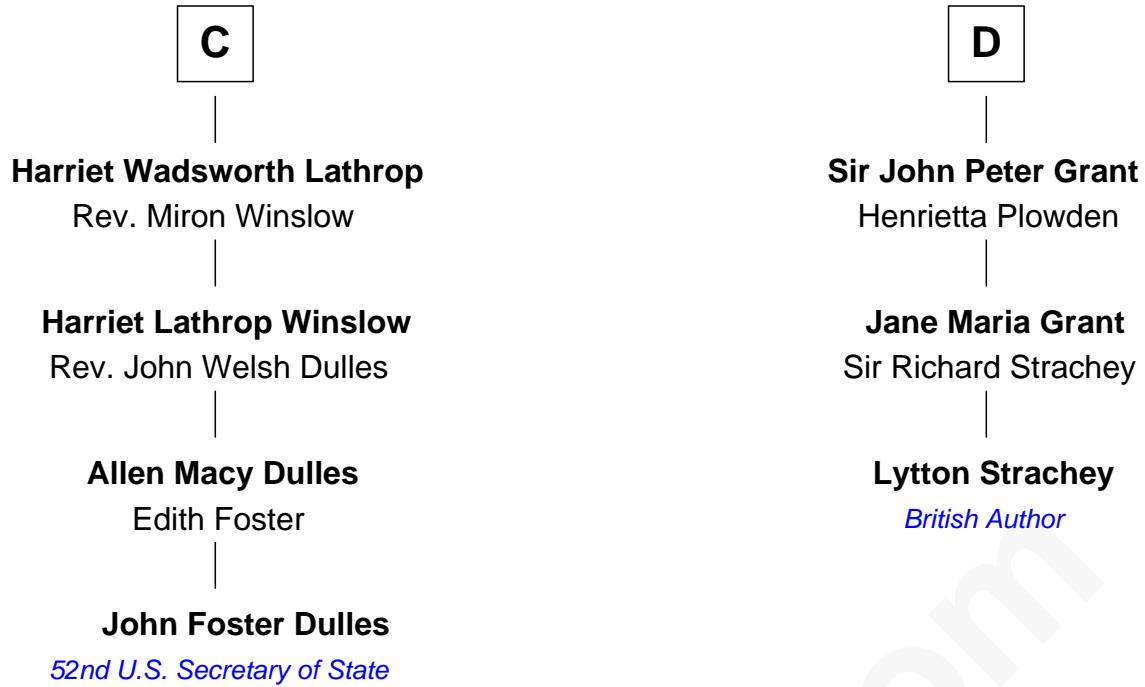 C
Harriet Wadsworth Lathrop
Rev. Miron Winslow
Harriet Lathrop Winslow
Rev. John Welsh Dulles
Allen Macy Dulles
Edith Foster
John Foster Dulles
52nd U.S. Secretary of State
D
Sir John Peter Grant
Henrietta Plowden
Jane Maria Grant
Sir Richard Strachey
Lytton Strachey
British Author
om